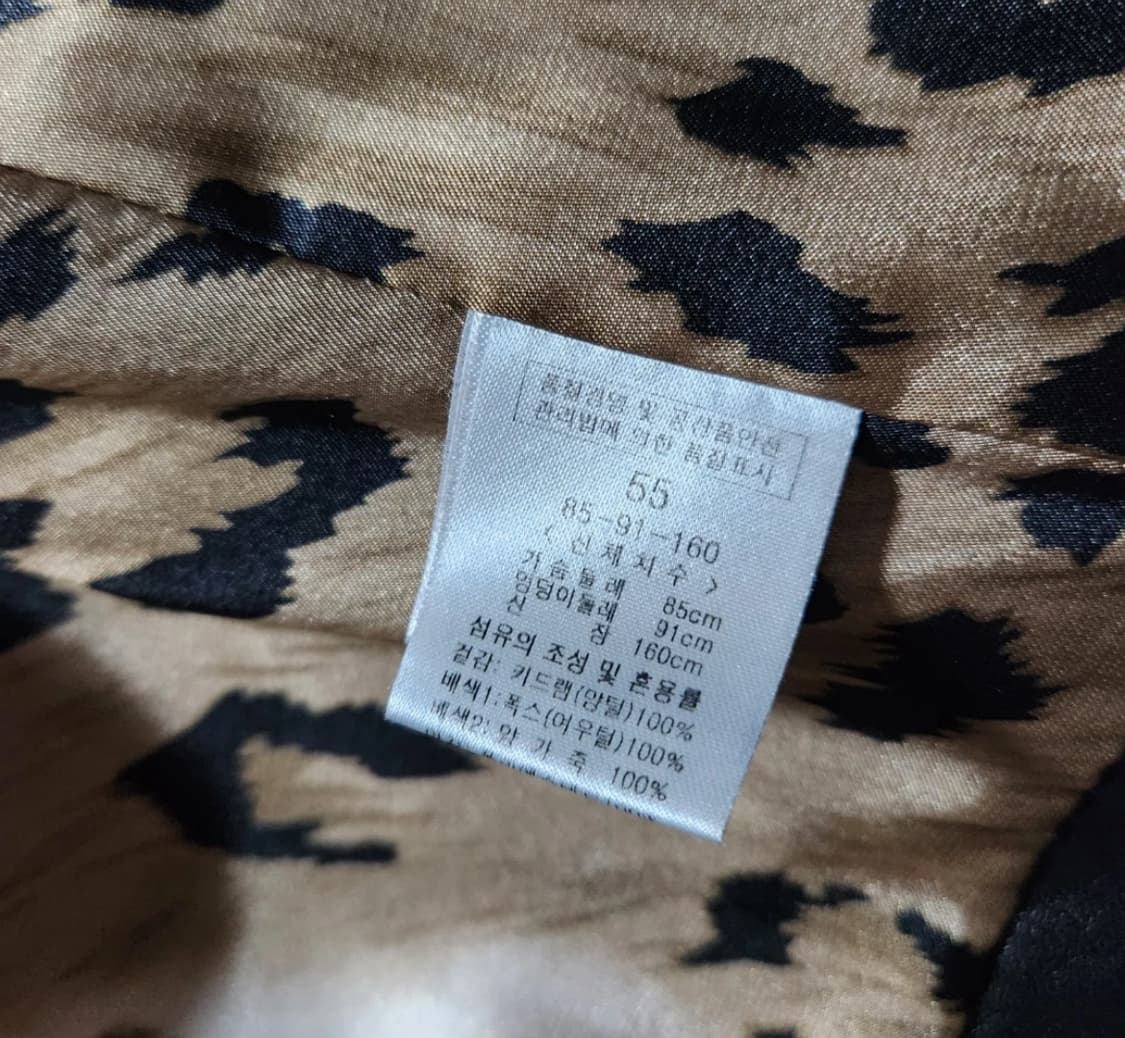 품질경영 및 공산품안전
관리법에 의한 품질표시
55
85-91-160
< 신 체 치 수 >
가슴둘레 85cm
엉덩이둘레 91cm
신 장 160cm
섬유의 조성 및 혼용률
겉감: 키드램(양털)100%
배색1:폭스(여우털)100%
배색2: 양 가 죽 100%